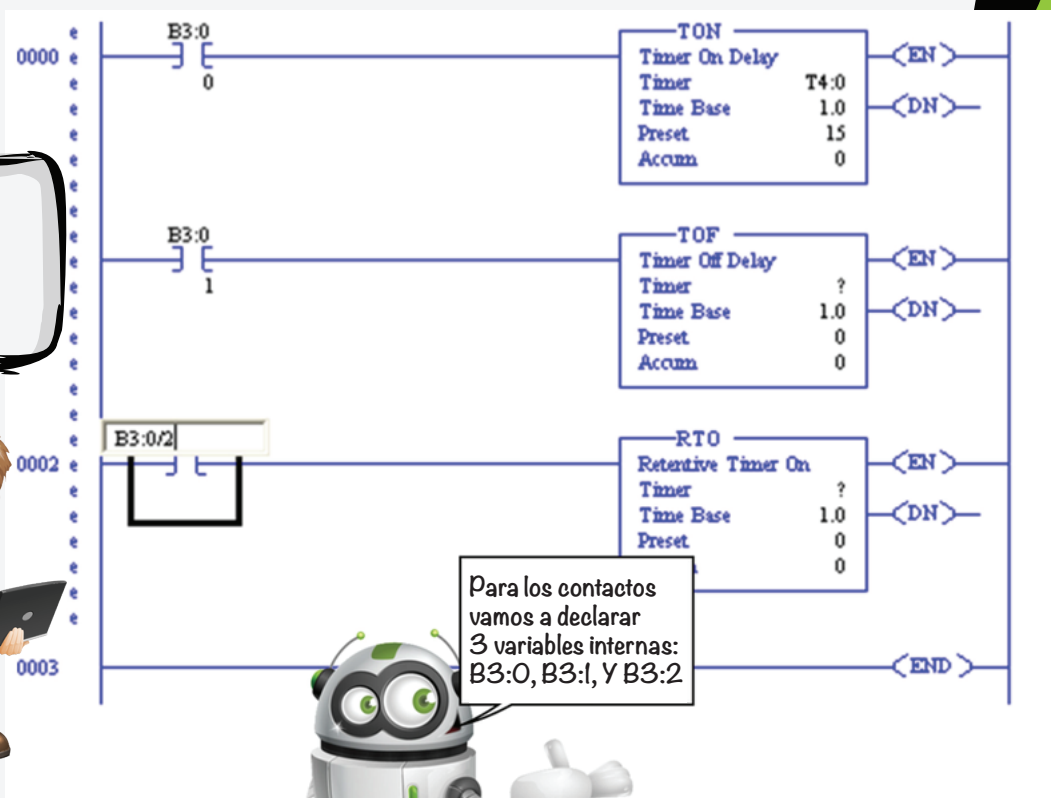 B3:0
TON
0000 e
Timer On Delay
EN
0
Timer T4:0
Time Base 1.0
DN
Preset 15
Accum 0
B3:0
TOF
Timer Off Delay
EN
1
Timer ?
Time Base 1.0
DN
Preset 0
Accum 0
B3:0/2
RTO
0002 e
Retentive Timer On
EN
Timer ?
Time Base 1.0
DN
Preset 0
0
Para los contactos
vamos a declarar
3 variables internas:
B3:0, B3:1, Y B3:2
0003
END